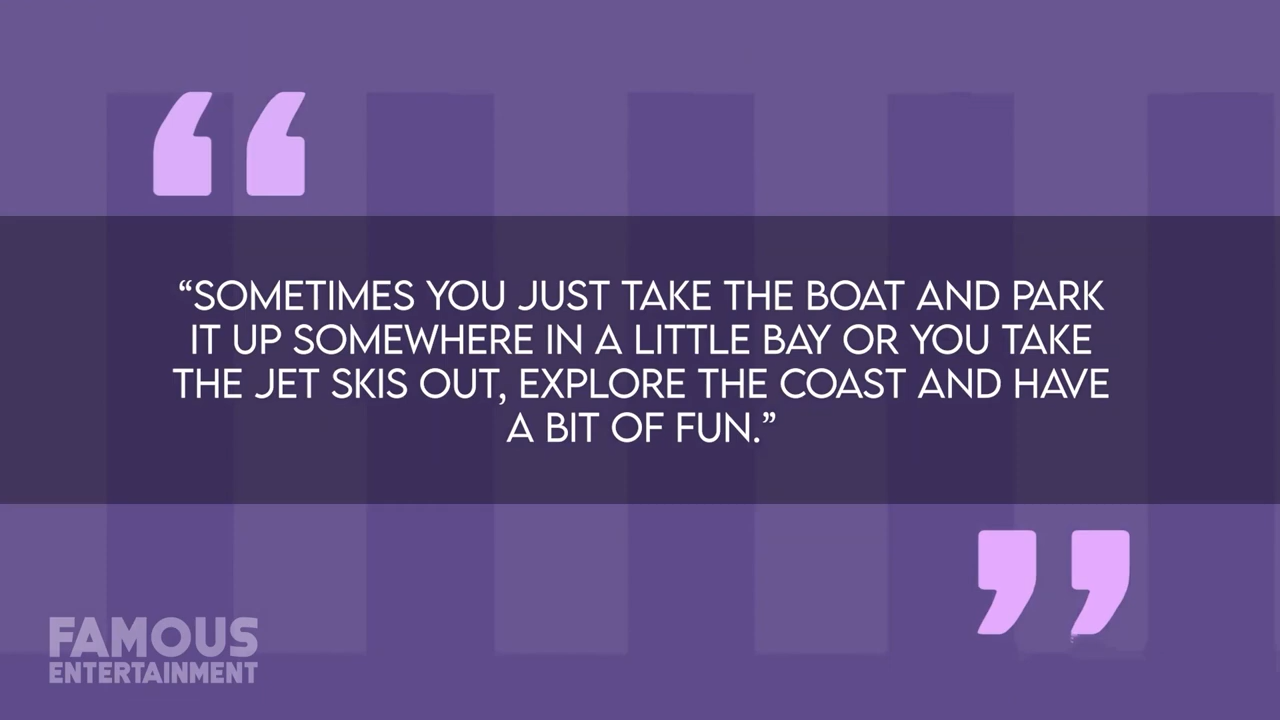 “SOMETIMES YOU JUST TAKE THE BOAT AND PARK
IT UP SOMEWHERE IN A LITTLE BAY OR YOU TAKE
THE JET SKIS OUT, EXPLORE THE COAST AND HAVE
A BIT OF FUN.”
FAMOUS
ENTERTAINMENT